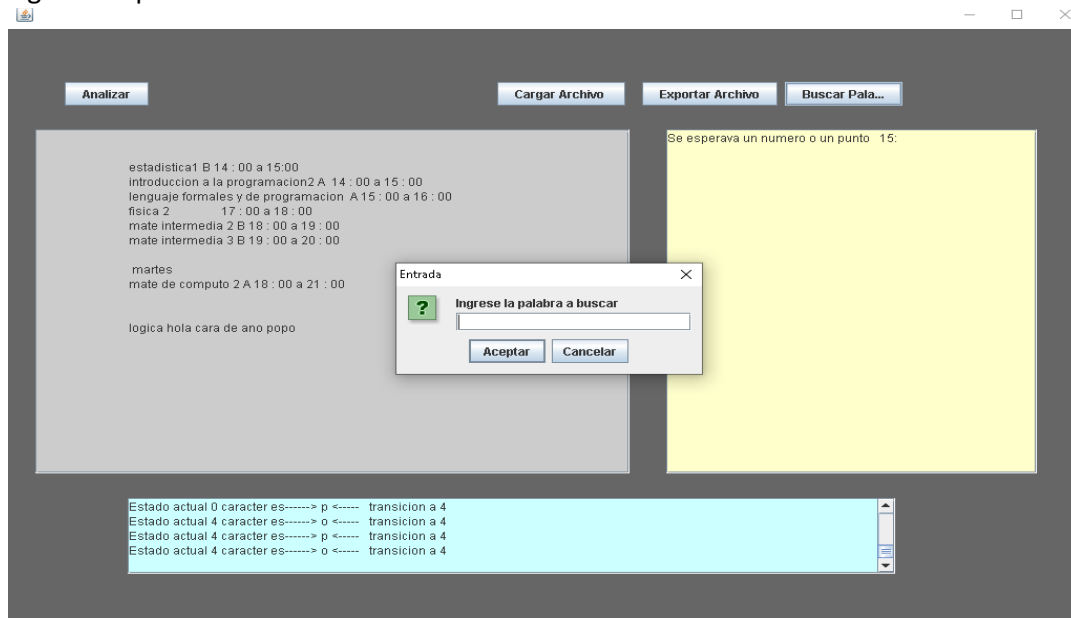 Analizar
Cargar Archivo
Exportar Archivo
Buscar Pala...
estadistica1 B 14 : 00 a 15:00
introduccion a la programacion2 A 14 : 00 a 15 : 00
lenguaje formales y de programacion A 15 : 00 a 16 : 00
fisica 2 17 : 00 a 18 : 00
mate intermedia 2 B 18 : 00 a 19 : 00
mate intermedia 3 B 19 : 00 a 20 : 00
martes
mate de computo 2 A 18 : 00 a 21 : 00
logica hola cara de ano popo
Se esperava un numero o un punto 15:
Entrada
Ingrese la palabra a buscar
Aceptar
Cancelar
Estado actual 0 caracter es------> p <----- transicion a 4
Estado actual 4 caracter es------> o <----- transicion a 4
Estado actual 4 caracter es------> p <----- transicion a 4
Estado actual 4 caracter es------> o <----- transicion a 4